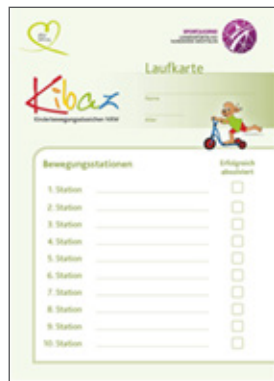 SPORTJUGEND
Laufkarte
Kibaz
Name
Kinderbewegungsabzeichen NRW
Alter
Bewegungsstationen
Erfolgreich
absolviert
1. Station
2. Station
3. Station
4. Station
5. Station
6. Station
7. Station
8. Station
9. Station
10. Station